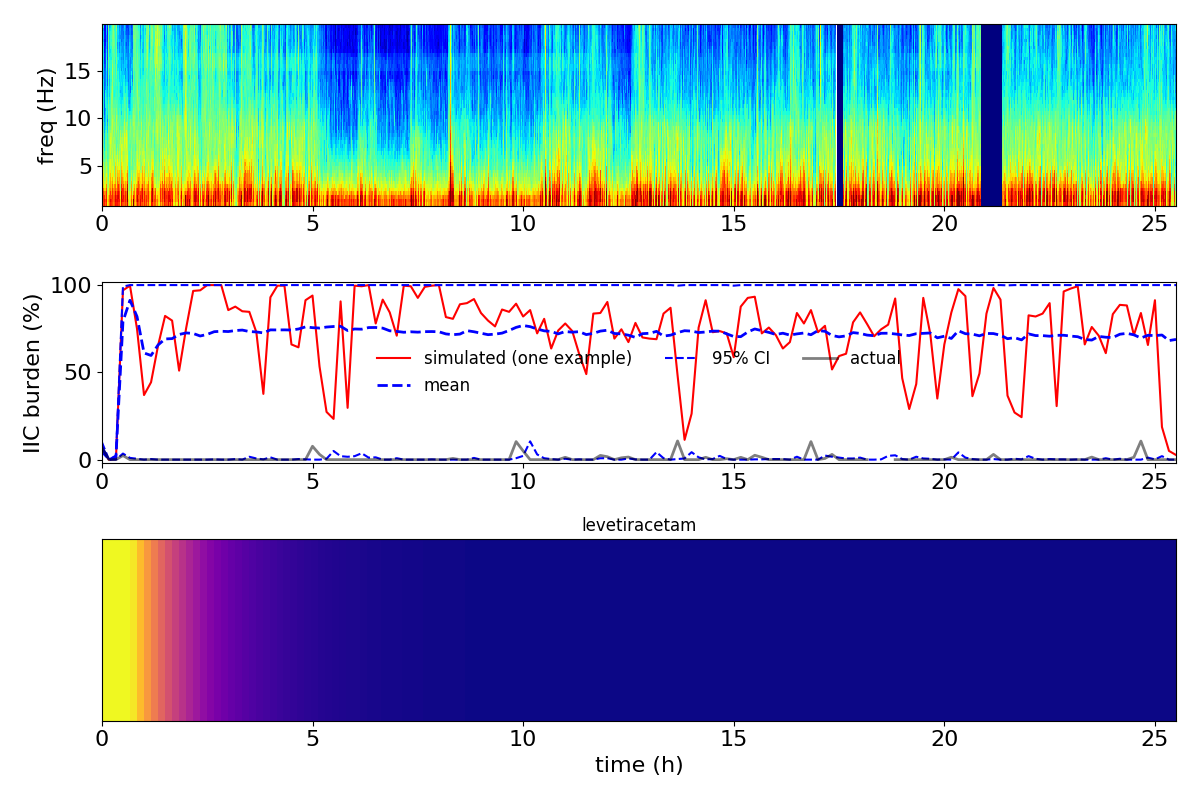 freq (Hz)
15
10
5
0 5 10 15 20 25
IIC burden (%)
100
50
0
simulated (one example) 95% CI actual
mean
0 5 10 15 20 25
levetiracetam
0 5 10 15 20 25
time (h)